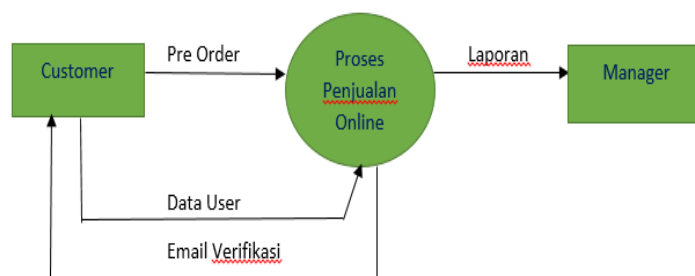 Customer
Pre Order
Proses
Penjualan
Online
Laporan
Manager
Data User
Email Verifikasi